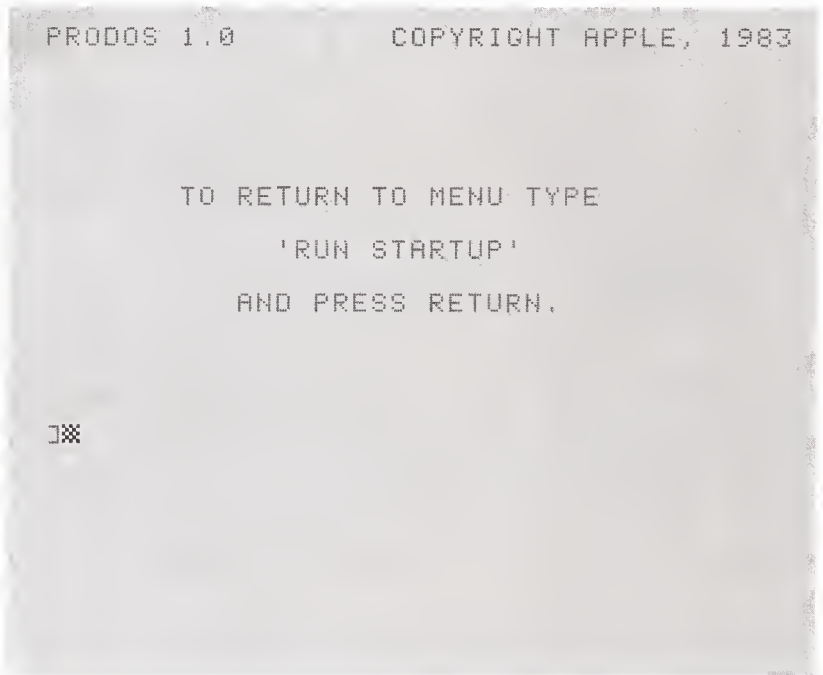 PRODOS 1.0 COPYRIGHT APPLE, 1983
TO RETURN TO MENU TYPE
'RUN STARTUP'
AND PRESS RETURN.
]